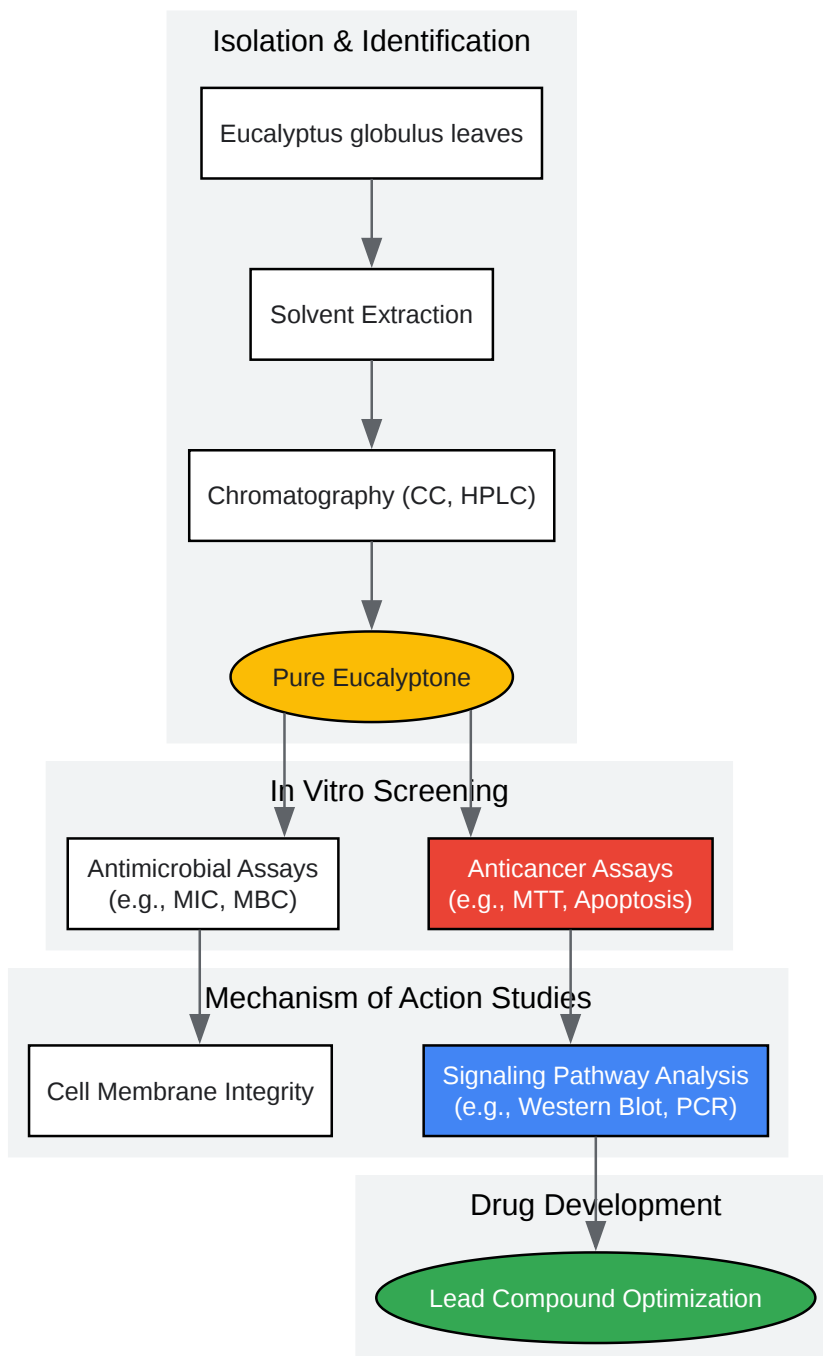 Isolation & Identification
Eucalyptus globulus leaves
Solvent Extraction
Chromatography (CC, HPLC)
Pure Eucalyptone
In Vitro Screening
Antimicrobial Assays
(e.g., MIC, MBC)
Anticancer Assays
(e.g., MTT, Apoptosis)
Mechanism of Action Studies
Cell Membrane Integrity
Signaling Pathway Analysis
(e.g., Western Blot, PCR)
Drug Development
Lead Compound Optimization